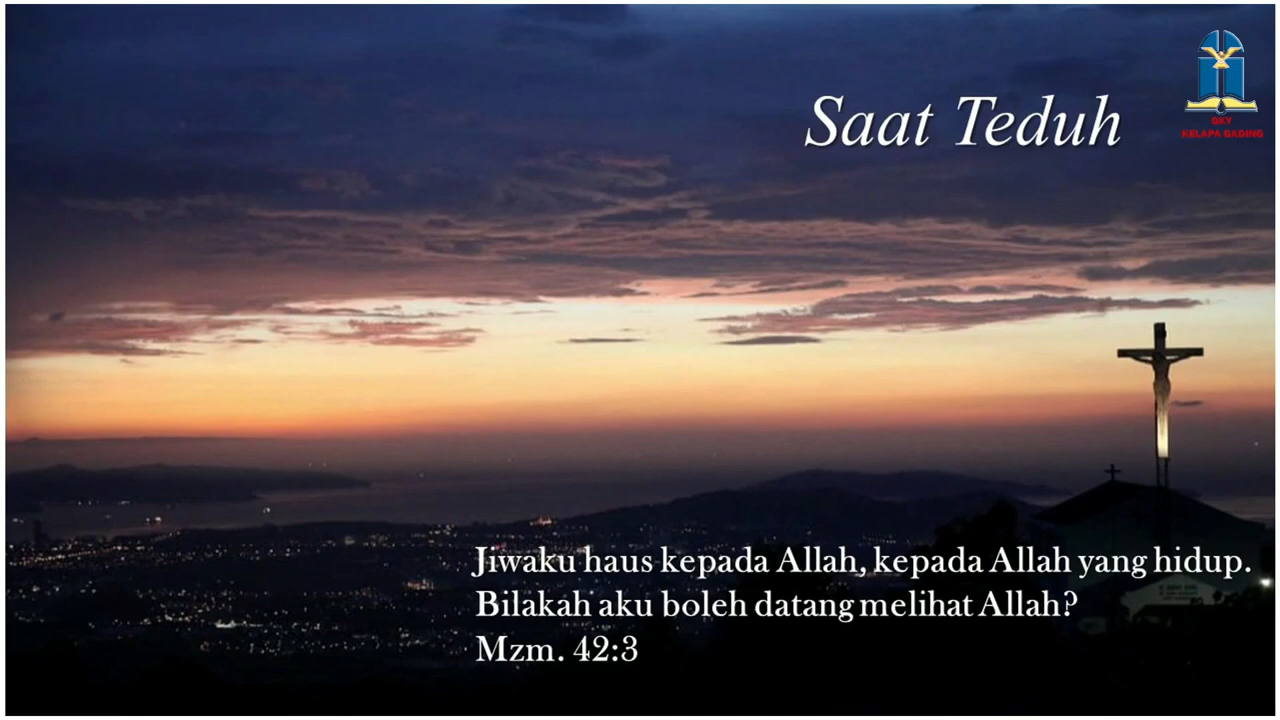 Saat Teduh
GKY
KELAPA GADING
Jiwaku haus kepada Allah, kepada Allah yang hidup.
Bilakah aku boleh datang melihat Allah?
Mzm. 42:3